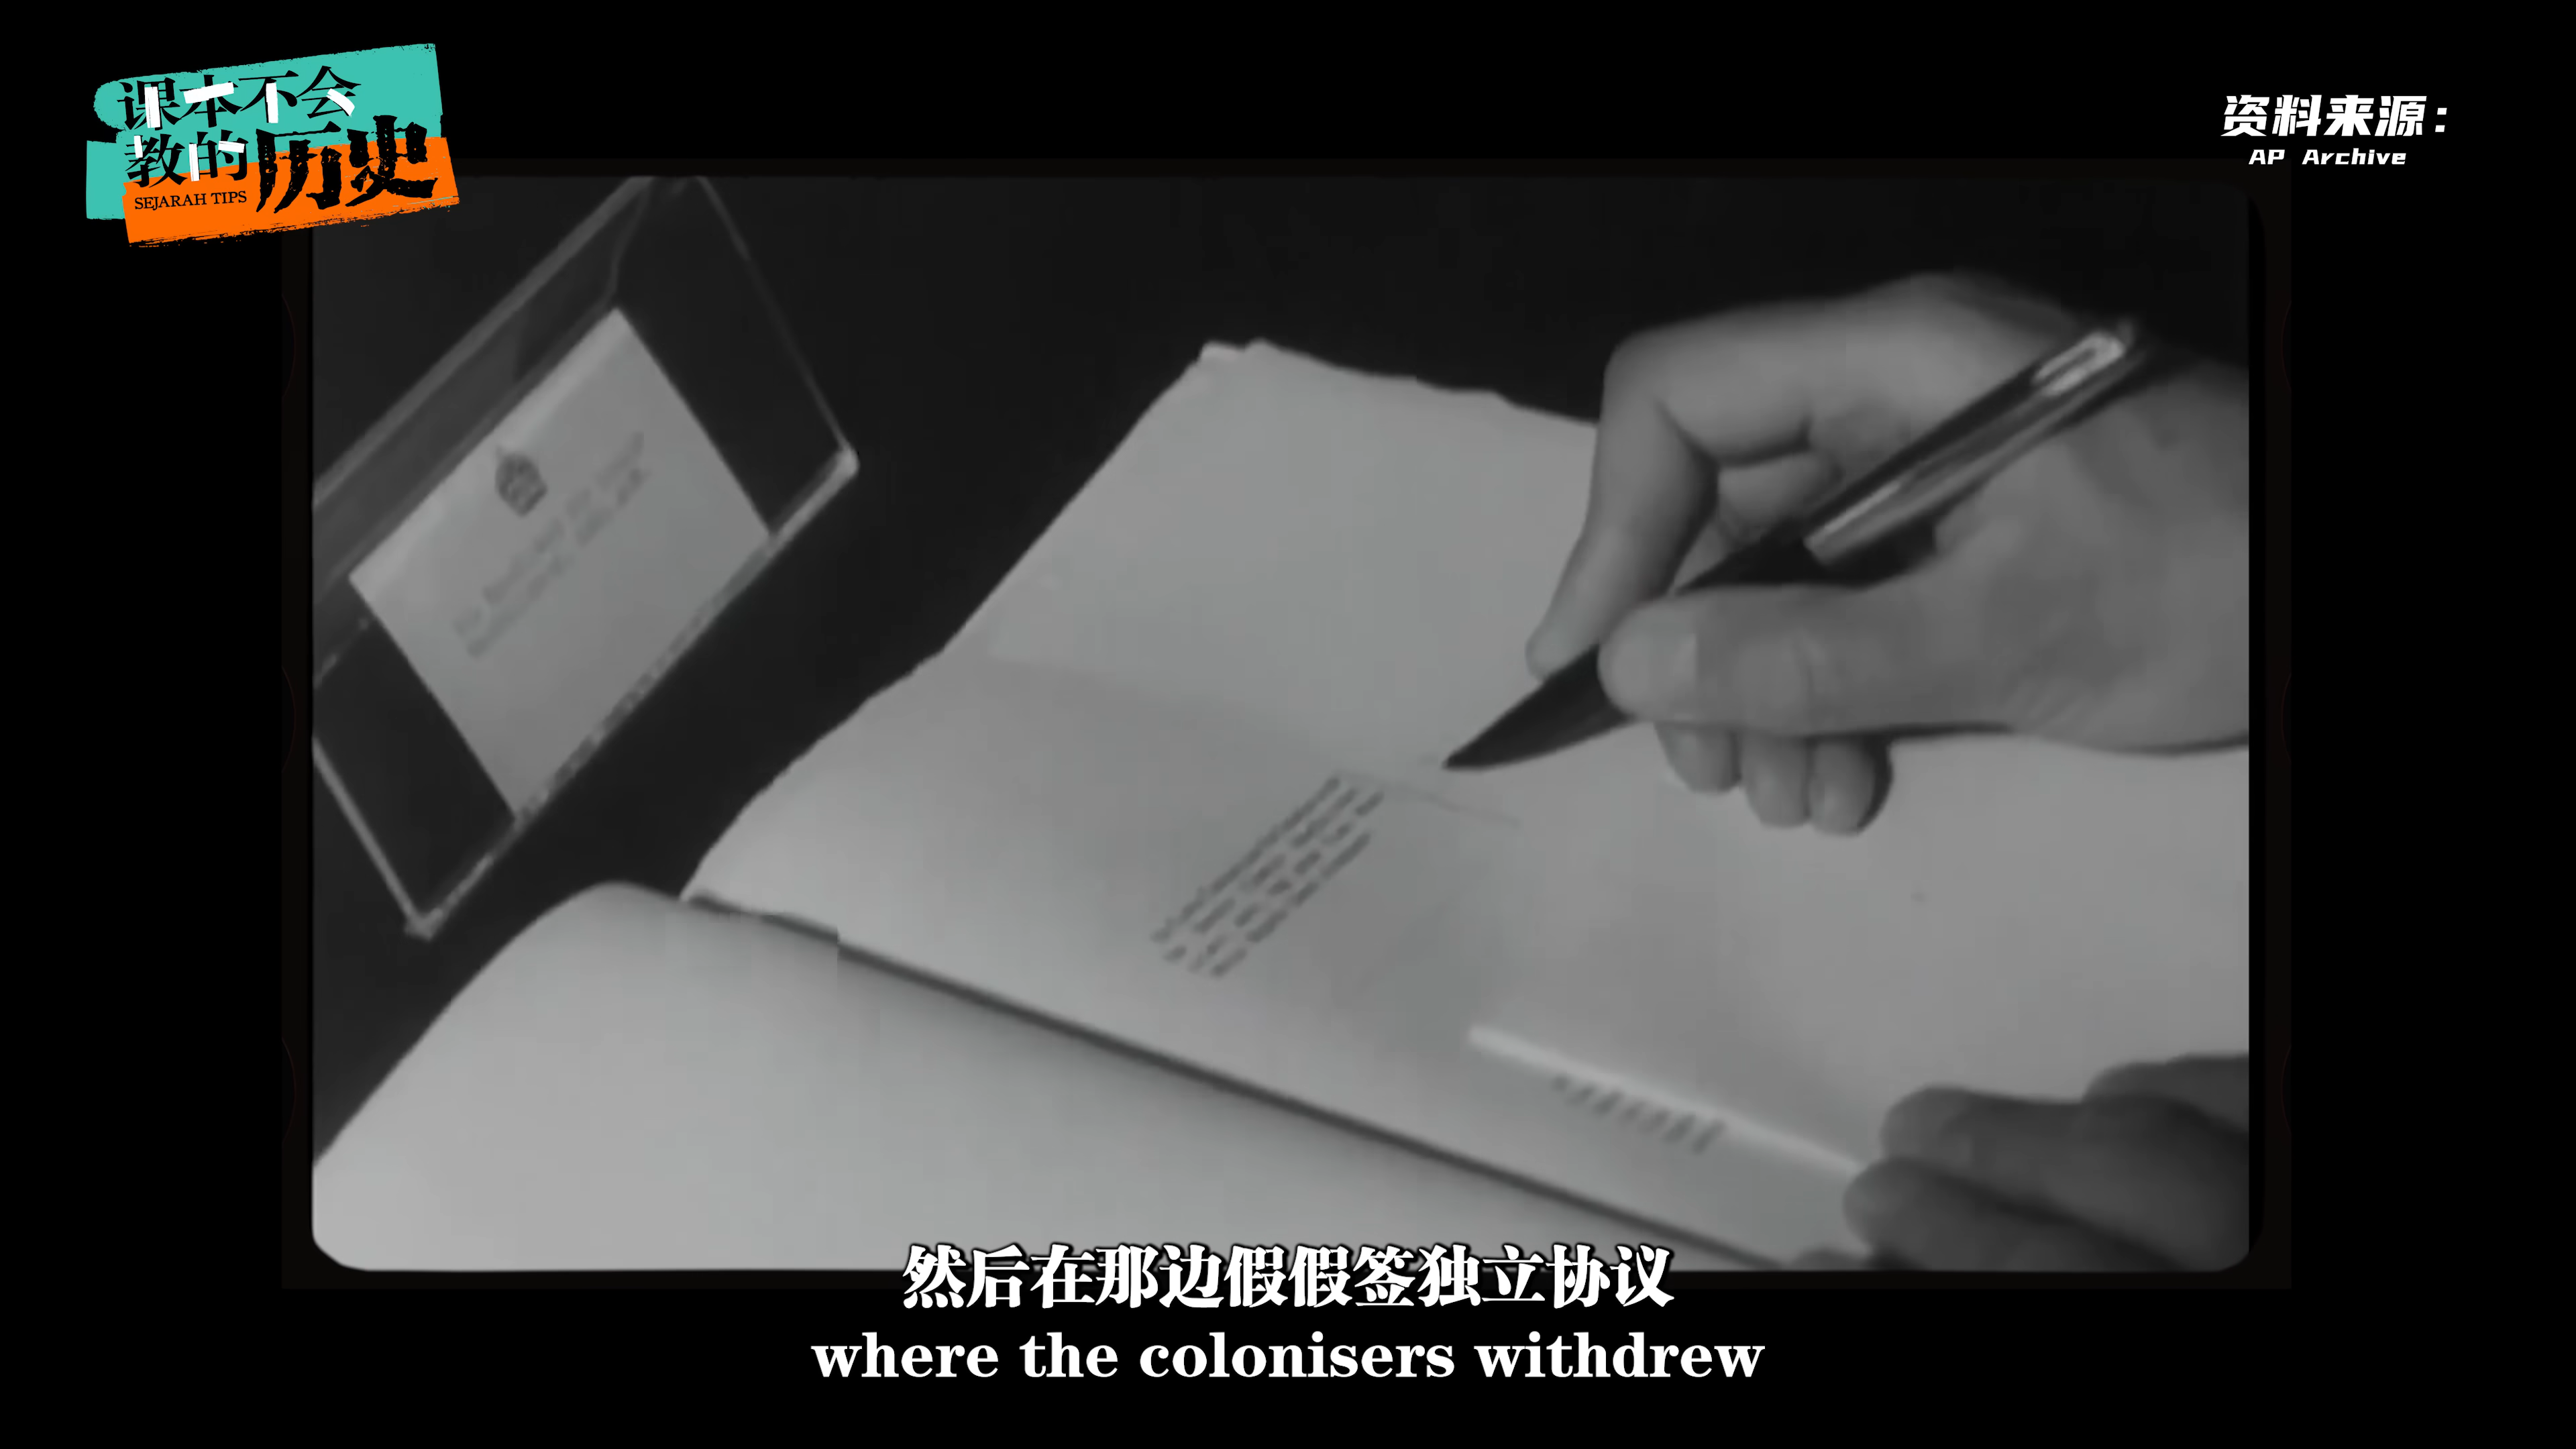 课本不会
教的历史
SEJARAH TIPS
资料来源：
AP Archive
然后在那边假假签独立协议
where the colonisers withdrew